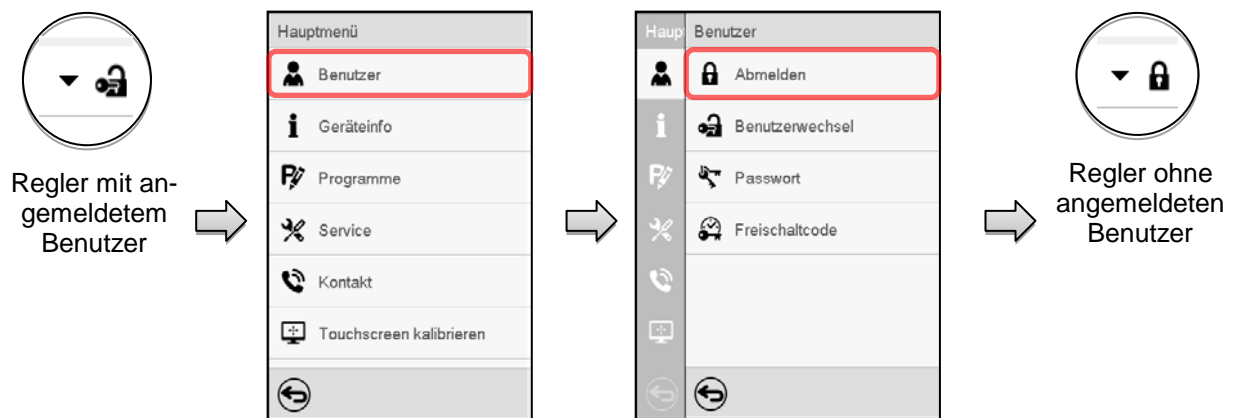 Regler mit an-
gemeldetem
Benutzer
Hauptmenü
Benutzer
Geräteinfo
Programme
Service
Kontakt
Touchscreen kalibrieren
Haup
Benutzer
Abmelden
Benutzerwechsel
Passwort
Freischaltcode
Regler ohne
angemeldeten
Benutzer